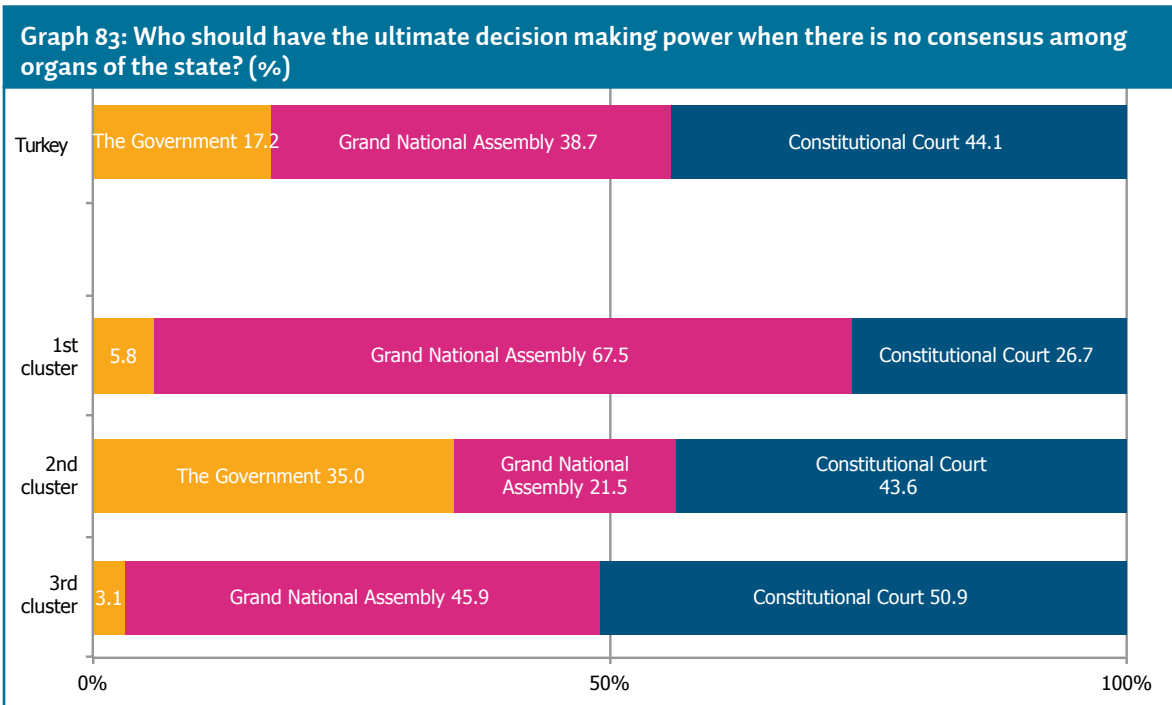 Graph 83: Who should have the ultimate decision making power when there is no consensus among
organs of the state? (%)
Turkey
The Government 17.2
Grand National Assembly 38.7
Constitutional Court 44.1
1st
cluster
5.8
Grand National Assembly 67.5
Constitutional Court 26.7
2nd
cluster
The Government 35.0
Grand National
Assembly 21.5
Constitutional Court
43.6
3rd
cluster
3.1
Grand National Assembly 45.9
Constitutional Court 50.9
0%
50%
100%